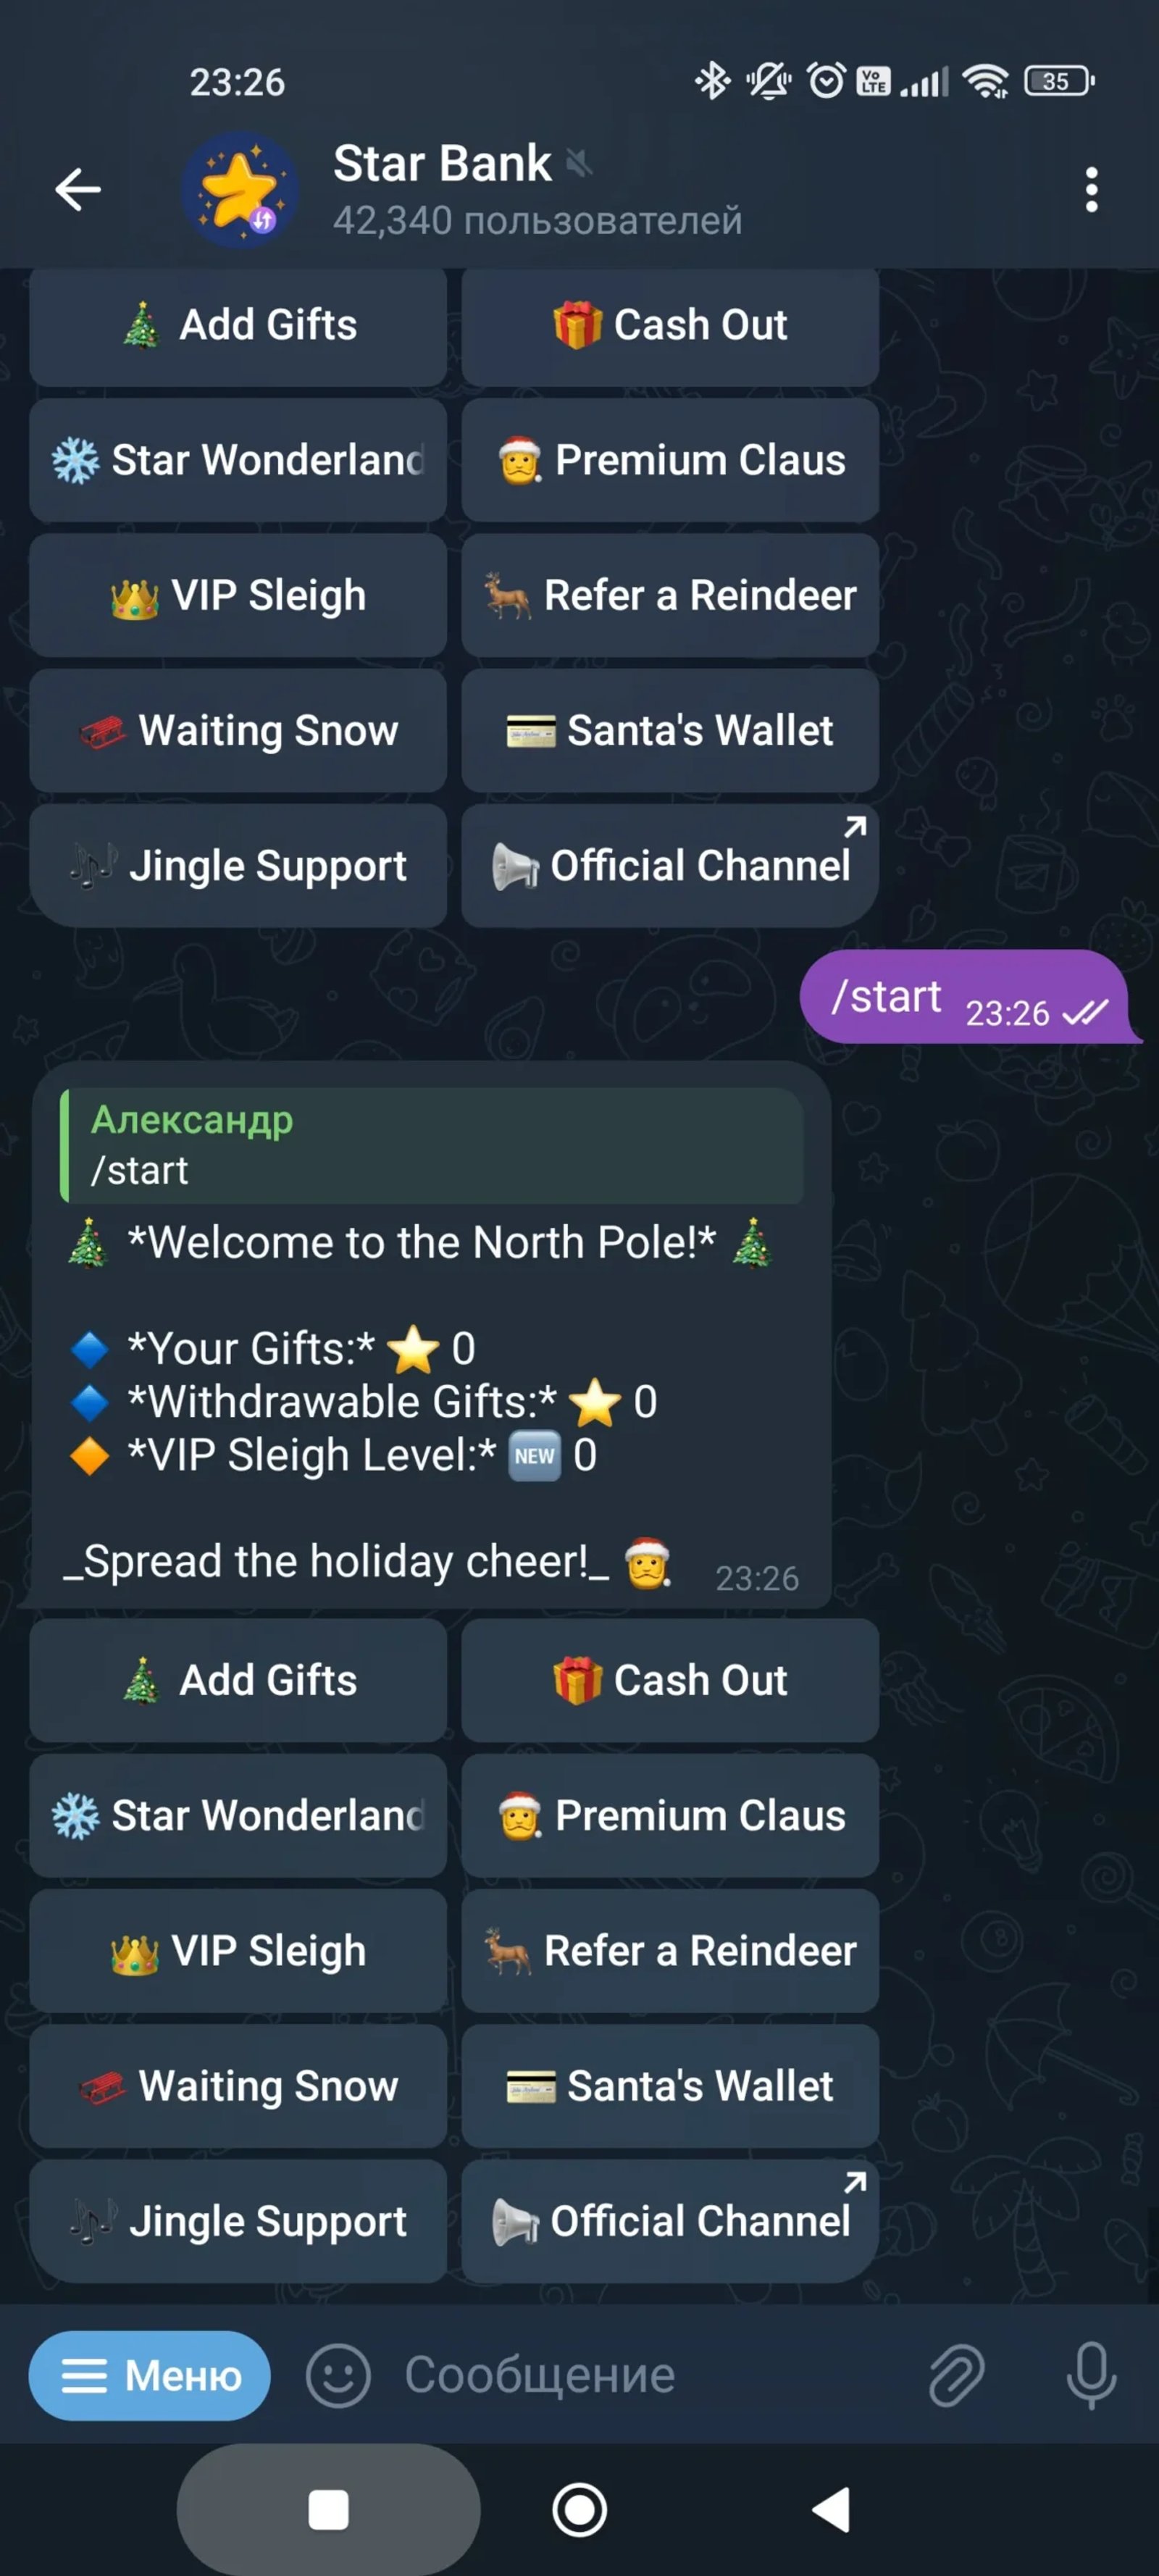 23:26
Vo LTE
35
Star Bank
42,340 пользователей
🎄 Add Gifts
🎁 Cash Out
❄️ Star Wonderland
🎅 Premium Claus
👑 VIP Sleigh
🦌 Refer a Reindeer
🛷 Waiting Snow
💳 Santa's Wallet
🎶 Jingle Support
📢 Official Channel
/start 23:26
Александр
/start
🎄 *Welcome to the North Pole!* 🎄
🔷 *Your Gifts:* ⭐ 0
🔷 *Withdrawable Gifts:* ⭐ 0
🔶 *VIP Sleigh Level:* 🆕 0
_Spread the holiday cheer!_ 🎅 23:26
🎄 Add Gifts
🎁 Cash Out
❄️ Star Wonderland
🎅 Premium Claus
👑 VIP Sleigh
🦌 Refer a Reindeer
🛷 Waiting Snow
💳 Santa's Wallet
🎶 Jingle Support
📢 Official Channel
Меню
Сообщение